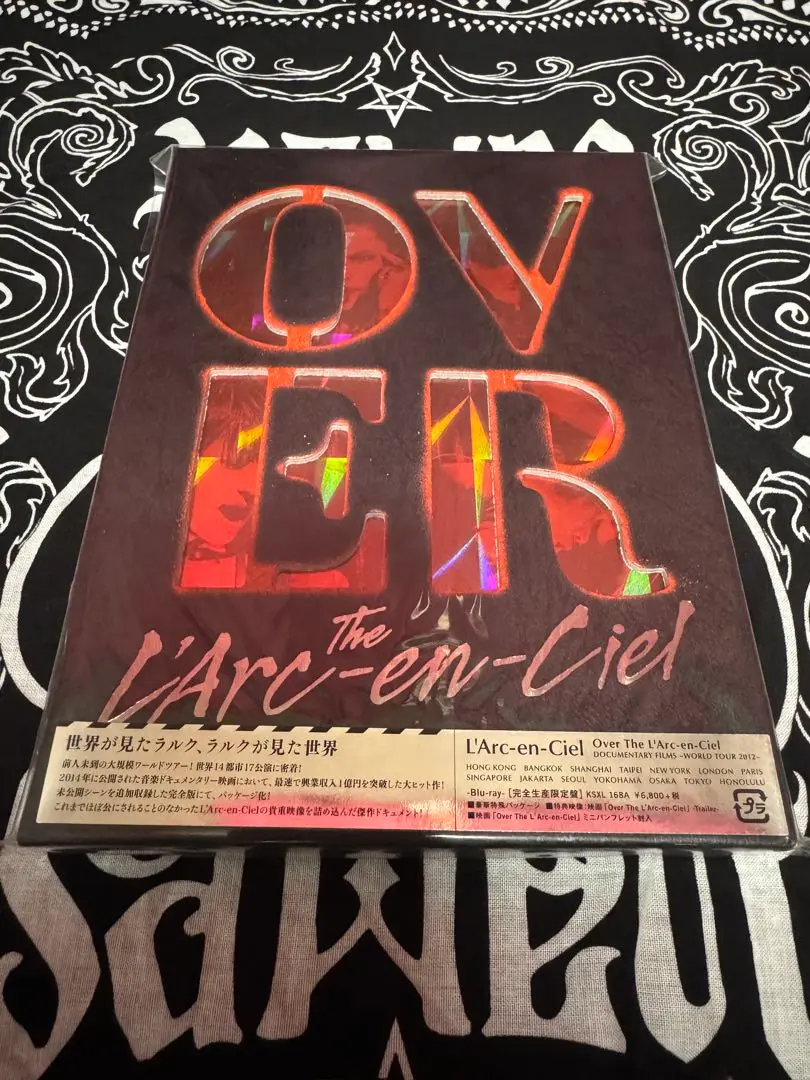 OV
ER
The
L'Arc-en-Ciel
世界が見たラルク、ラルクが見た世界
前人未到の大規模ワールドツアー!世界14都市17公演に密着!
2014年に公開された音楽ドキュメンタリー映画において、最速で興業収入1億円を突破した大ヒット作!
未公開シーンを追加収録した完全版にて、パッケージ化!
これまでほぼ公にされることのなかったL'Arc-en-Cielの貴重映像を詰め込んだ傑作ドキュメント!
L'Arc-en-Ciel Over The L'Arc-en-Ciel
DOCUMENTARY FILMS ~WORLD TOUR 2012~
HONG KONG BANGKOK SHANGHAI TAIPEI NEW YORK LONDON PARIS
SINGAPORE JAKARTA SEOUL YOKOHAMA OSAKA TOKYO HONOLULU
-Blu-ray- [完全生産限定盤] KSXL 168A ¥6,800+税
■豪華特殊パッケージ ■特典映像:映画「Over The L'Arc-en-Ciel」-Trailer-
■映画「Over The L'Arc-en-Ciel」ミニパンフレット封入
プラ